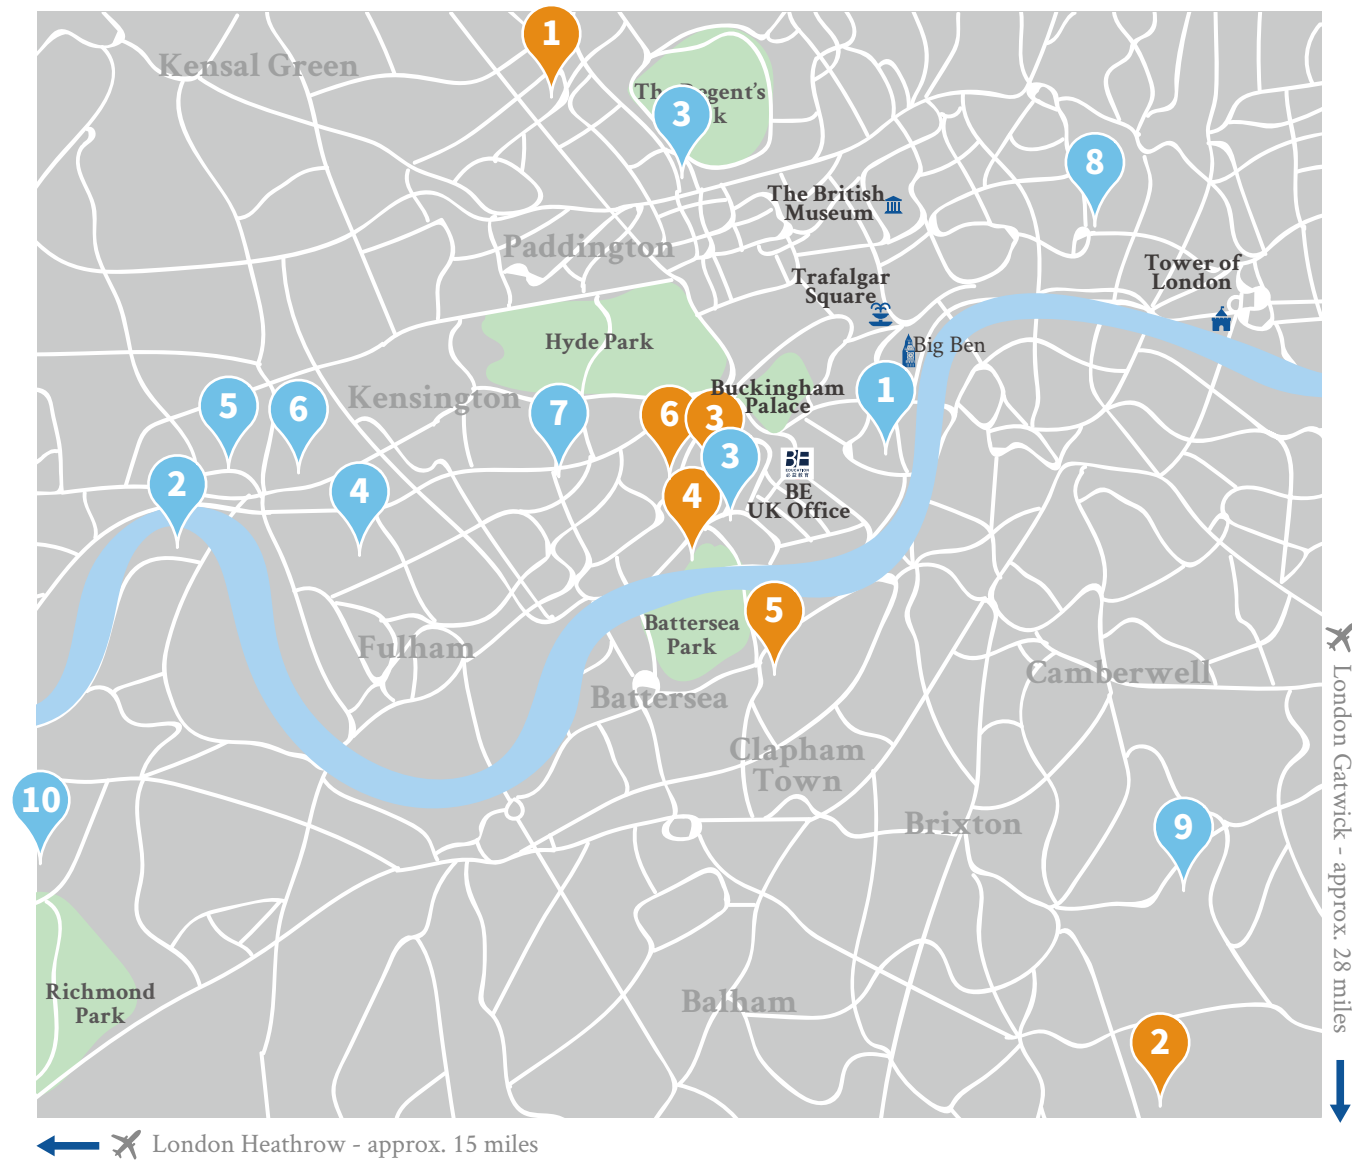 1
Kensal Green
The Regent's
3
k
8
The British
Museum
Paddington
Tower of
London
Trafalgar
Square
Hyde Park
Big Ben
Buckingham
Palace
1
5
6
Kensington
7
6
3
3
2
4
4
BE
EDUCATION
BE
UK Office
5
Battersea
Park
Fulham
Camberwell
Battersea
Clapham
Town
10
Brixton
9
Richmond
Park
Balham
2
London Gatwick - approx. 28 miles
London Heathrow - approx. 15 miles